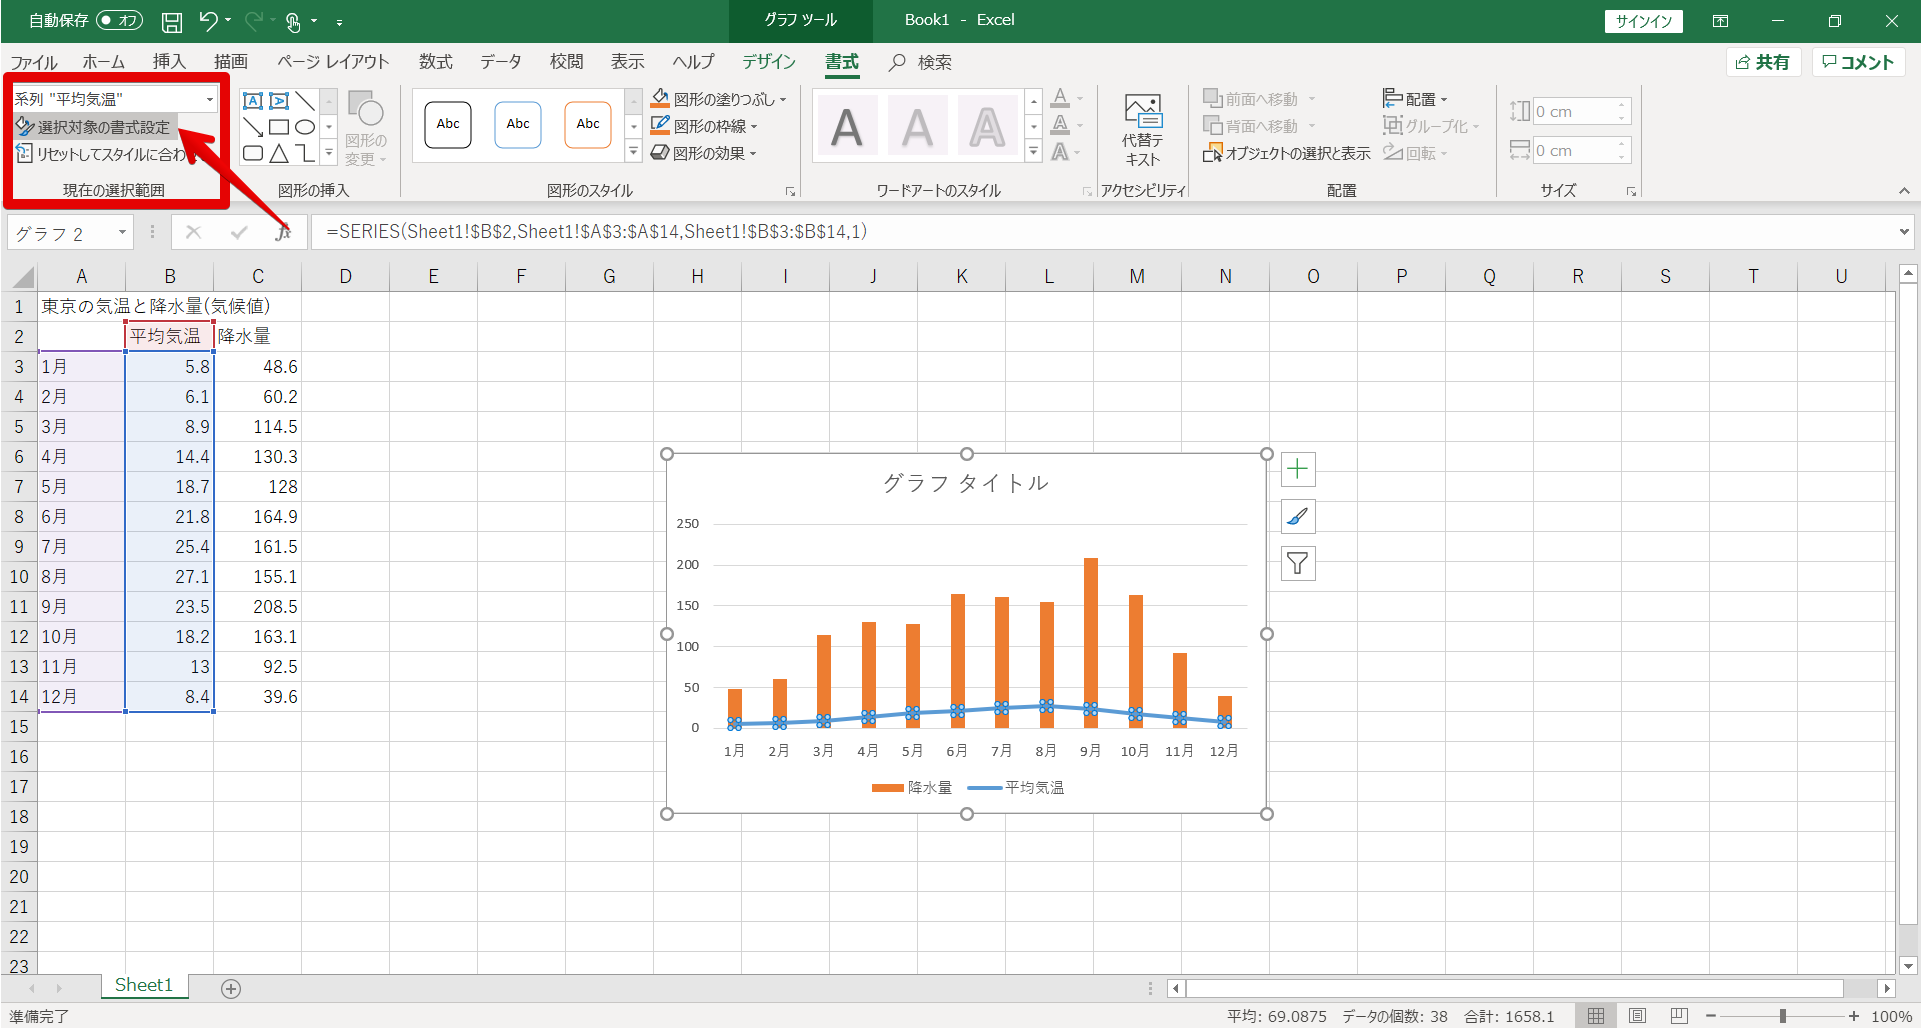 自動保存 オフ グラフ ツール Book1 - Excel サインイン
ファイル ホーム 挿入 描画 ページ レイアウト 数式 データ 校閲 表示 ヘルプ デザイン 書式 検索 共有 コメント
系列 "平均気温"
選択対象の書式設定
リセットしてスタイルに合わ
現在の選択範囲
図形の
変更
図形の挿入
Abc Abc Abc
図形の塗りつぶし
図形の枠線
図形の効果
図形のスタイル
A A A
ワードアートのスタイル
代替テ
キスト
アクセシビリティ
前面へ移動
背面へ移動
オブジェクトの選択と表示
配置
グループ化
回転
配置
0 cm
0 cm
サイズ
グラフ 2 fx =SERIES(Sheet1!$B$2,Sheet1!$A$3:$A$14,Sheet1!$B$3:$B$14,1)
A B C D E F G H I J K L M N O P Q R S T U
1 東京の気温と降水量(気候値)
2 平均気温 降水量
3 1月 5.8 48.6
4 2月 6.1 60.2
5 3月 8.9 114.5
6 4月 14.4 130.3
7 5月 18.7 128
8 6月 21.8 164.9
9 7月 25.4 161.5
10 8月 27.1 155.1
11 9月 23.5 208.5
12 10月 18.2 163.1
13 11月 13 92.5
14 12月 8.4 39.6
15
16
17
18
19
20
21
22
23
グラフ タイトル
250
200
150
100
50
0
1月 2月 3月 4月 5月 6月 7月 8月 9月 10月 11月 12月
降水量 平均気温
Sheet1
準備完了 平均: 69.0875 データの個数: 38 合計: 1658.1 100%